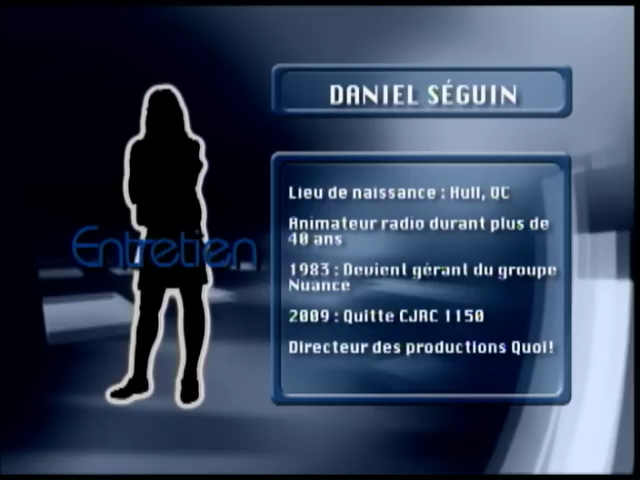 DANIEL SÉGUIN
Lieu de naissance : Hull, QC
Animateur radio durant plus de
40 ans
Entretien
1983 : Devient gérant du groupe
Nuance
2009 : Quitte CJRC 1150
Directeur des productions Quoi!